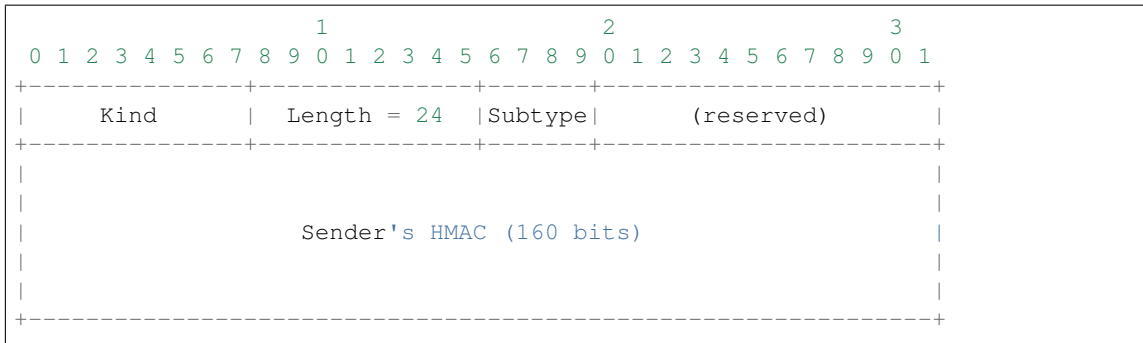 1                   2                   3
 0 1 2 3 4 5 6 7 8 9 0 1 2 3 4 5 6 7 8 9 0 1 2 3 4 5 6 7 8 9 0 1
+---------------+---------------+-------+-----------------------+
|     Kind      |  Length = 24  |Subtype|      (reserved)       |
+---------------+---------------+-------+-----------------------+
|                                                               |
|                                                               |
|                   Sender's HMAC (160 bits)                    |
|                                                               |
|                                                               |
+---------------------------------------------------------------+